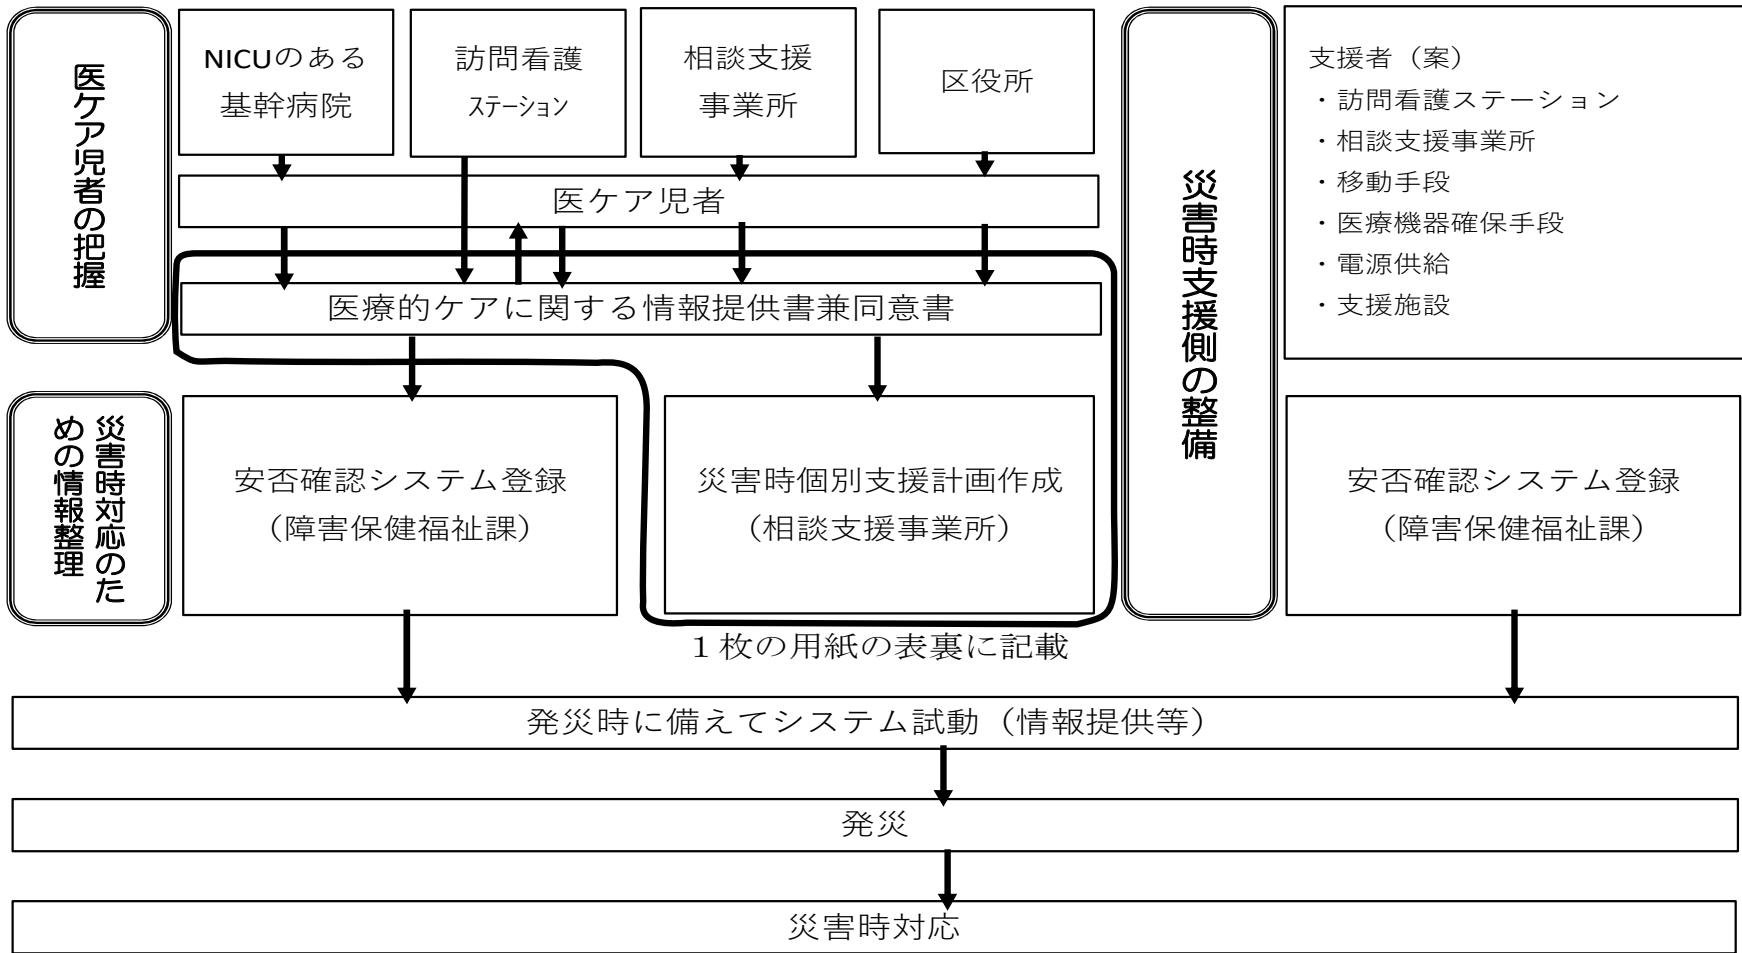 医ケア児者の把握
NICUのある
基幹病院
訪問看護
ステーション
相談支援
事業所
区役所
医ケア児者
医療的ケアに関する情報提供書兼同意書
災害時対応のた
めの情報整理
安否確認システム登録
（障害保健福祉課）
災害時個別支援計画作成
（相談支援事業所）
１枚の用紙の表裏に記載
災害時支援側の整備
支援者（案）
・訪問看護ステーション
・相談支援事業所
・移動手段
・医療機器確保手段
・電源供給
・支援施設
安否確認システム登録
（障害保健福祉課）
発災時に備えてシステム試動（情報提供等）
発災
災害時対応